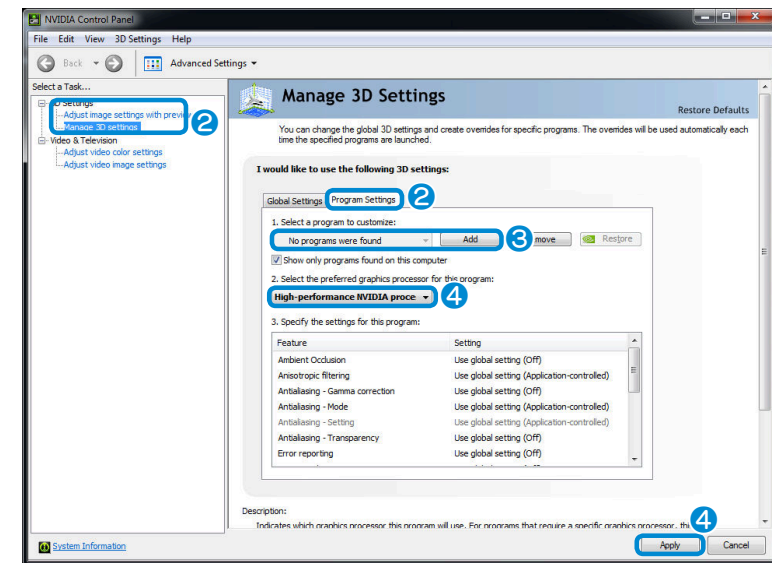 NVIDIA Control Panel
File Edit View 3D Settings Help
Back Advanced Settings
Select a Task...
3D Settings
Adjust image settings with preview
Manage 3D settings
Video & Television
Adjust video color settings
Adjust video image settings
2
Manage 3D Settings
Restore Defaults
You can change the global 3D settings and create overrides for specific programs. The overrides will be used automatically each
time the specified programs are launched.
I would like to use the following 3D settings:
Global Settings Program Settings 2
1. Select a program to customize:
No programs were found Add 3 move Restore
Show only programs found on this computer
2. Select the preferred graphics processor for this program:
High-performance NVIDIA proce 4
3. Specify the settings for this program:
Feature Setting
Ambient Occlusion Use global setting (Off)
Anisotropic filtering Use global setting (Application-controlled)
Antialiasing - Gamma correction Use global setting (Off)
Antialiasing - Mode Use global setting (Application-controlled)
Antialiasing - Setting Use global setting (Application-controlled)
Antialiasing - Transparency Use global setting (Off)
Error reporting Use global setting (Off)
Description:
Indicates which graphics processor this program will use. For programs that require a specific graphics processor,
4
System Information
Apply Cancel